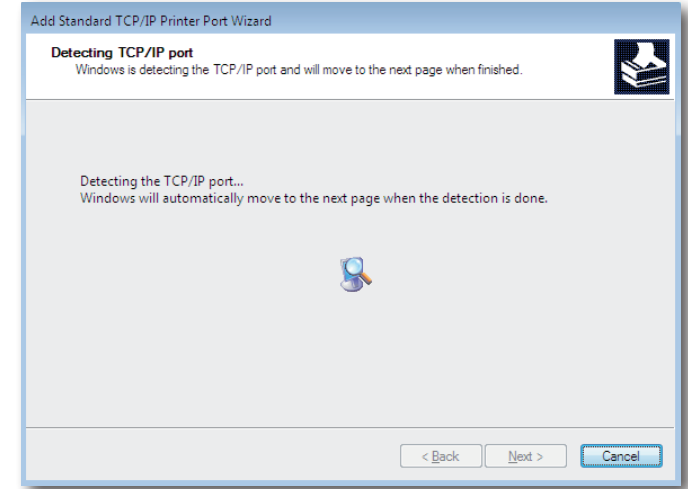 Add Standard TCP/IP Printer Port Wizard
Detecting TCP/IP port
Windows is detecting the TCP/IP port and will move to the next page when finished.
Detecting the TCP/IP port...
Windows will automatically move to the next page when the detection is done.
< Back
Next >
Cancel